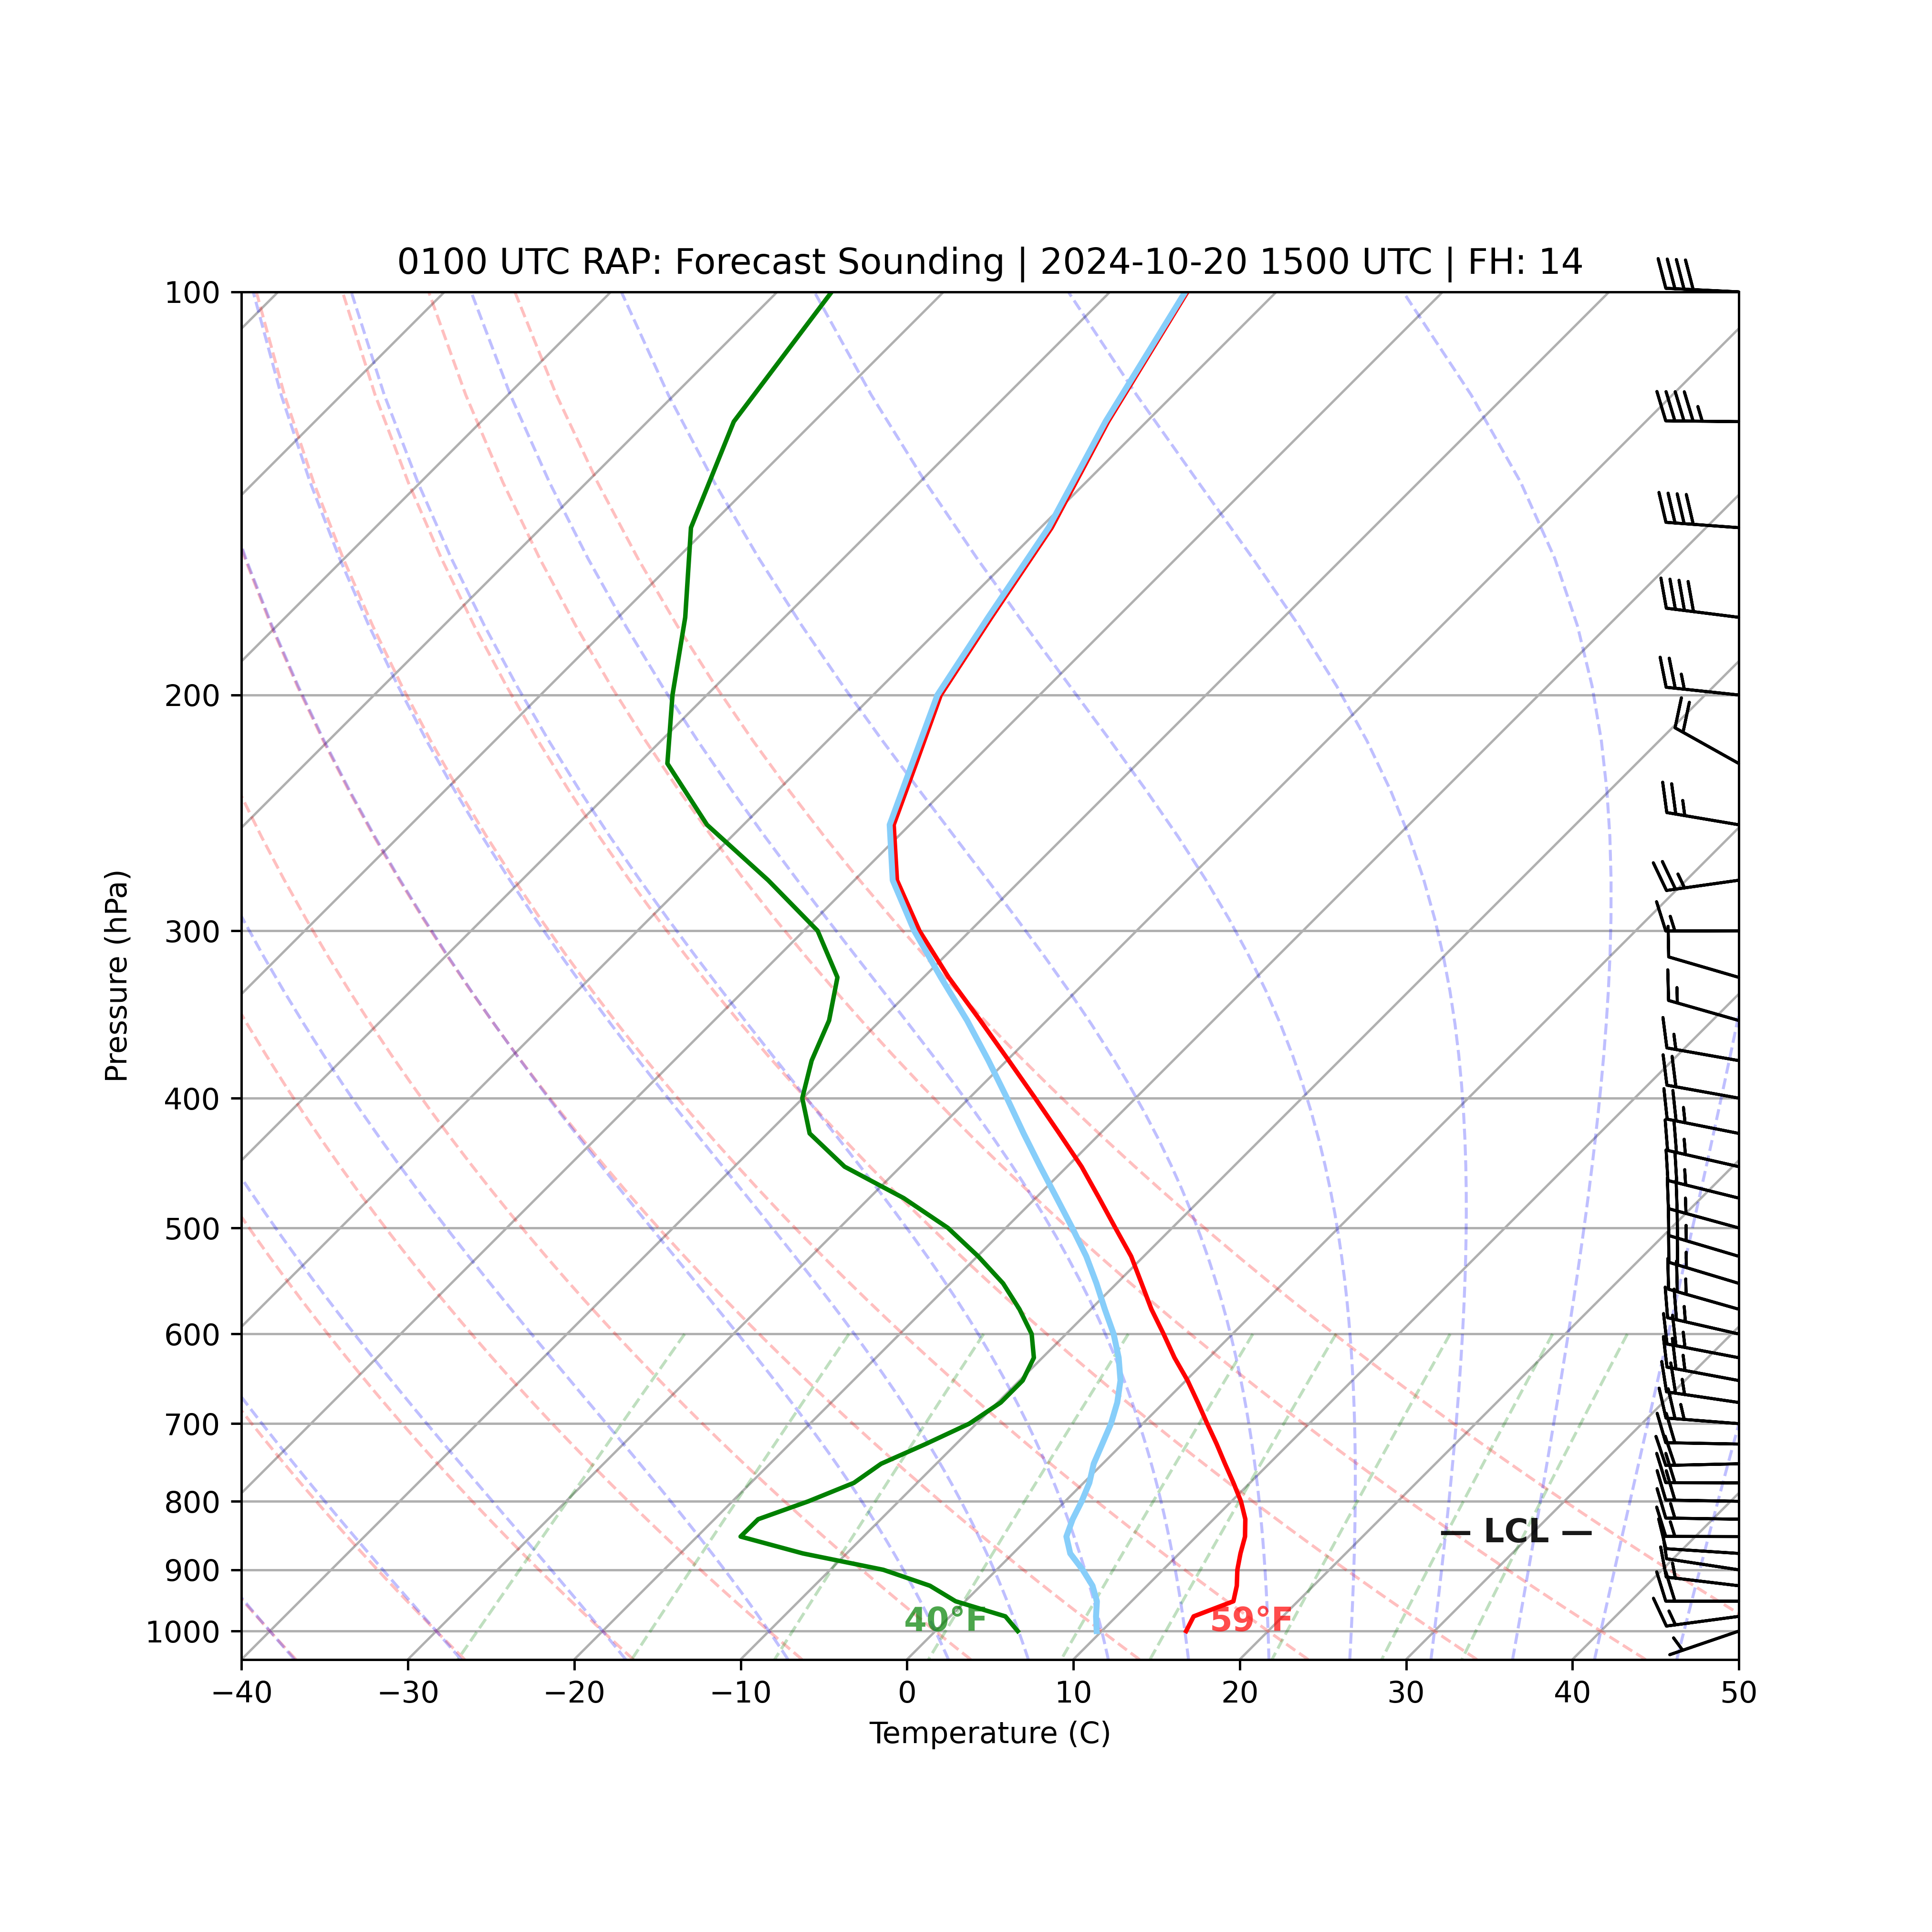 0100 UTC RAP: Forecast Sounding | 2024-10-20 1500 UTC | FH: 14
100
200
300
400
500
600
700
800
900
1000
Pressure (hPa)
— LCL —
40°F
59°F
−40 −30 −20 −10 0 10 20 30 40 50
Temperature (C)